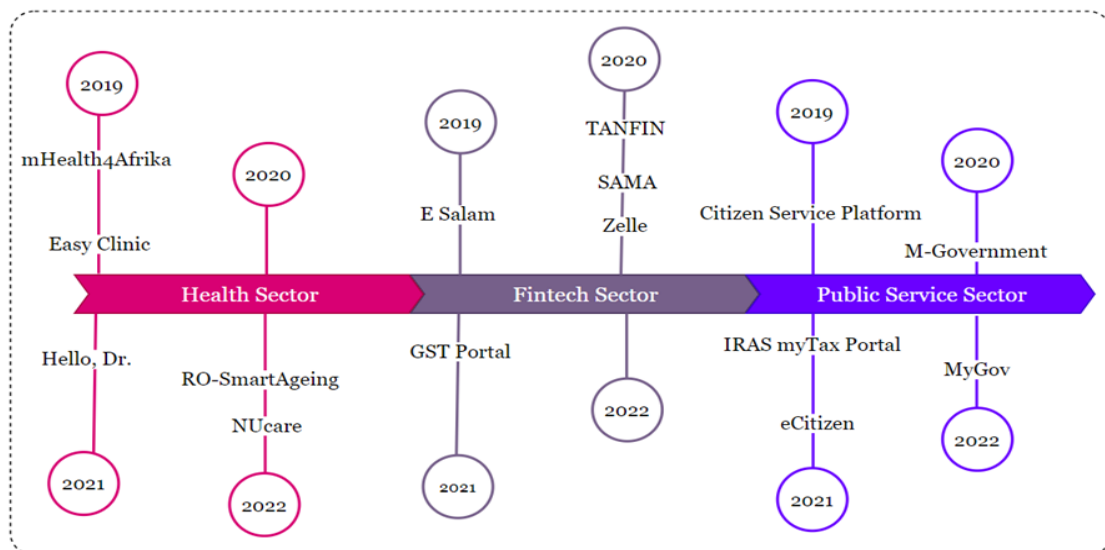 2019
mHealth4Afrika
Easy Clinic
2020
2019
E Salam
2020
TANFIN
SAMA
Zelle
2019
Citizen Service Platform
2020
M-Government
Health Sector
Fintech Sector
Public Service Sector
Hello, Dr.
2021
RO-SmartAgeing
NUcare
2022
GST Portal
2021
2022
IRAS myTax Portal
eCitizen
2021
MyGov
2022